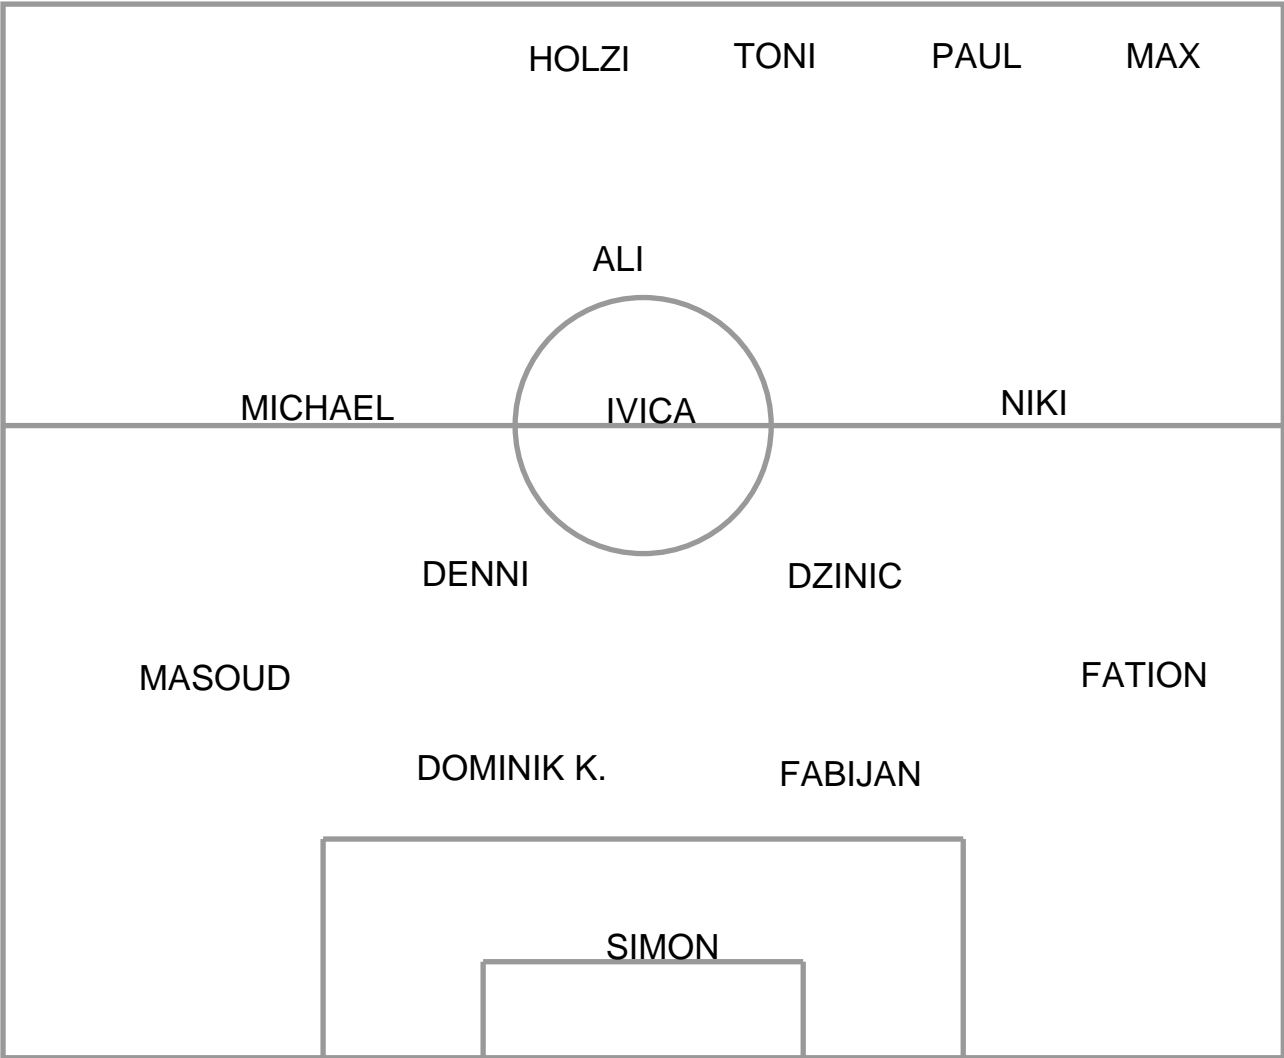 HOLZI TONI PAUL MAX
ALI
MICHAEL IVICA NIKI
DENNI DZINIC
MASOUD FATION
DOMINIK K. FABIJAN
SIMON